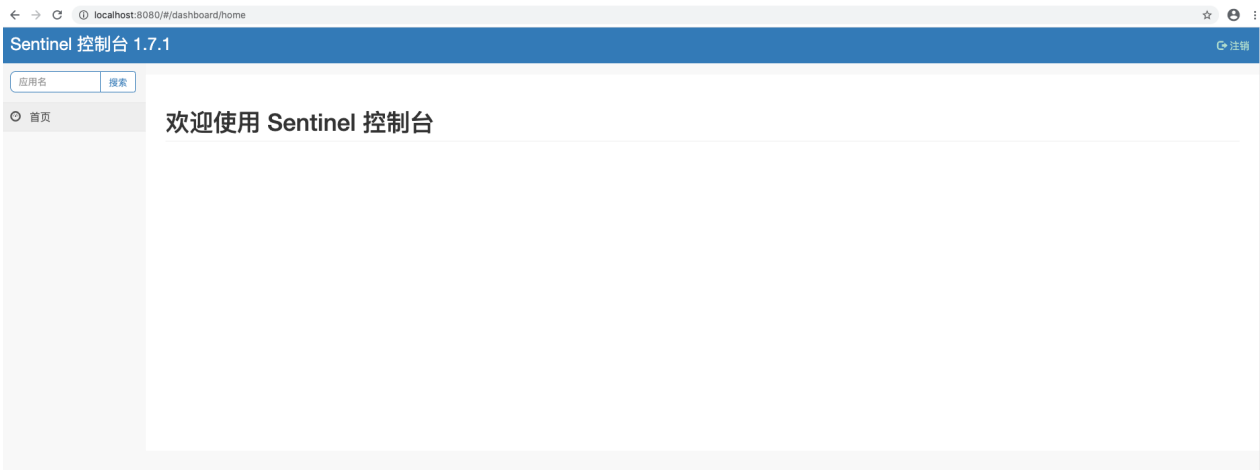 localhost:8080/#/dashboard/home
Sentinel 控制台 1.7.1
注销
应用名 搜索
首页
欢迎使用 Sentinel 控制台